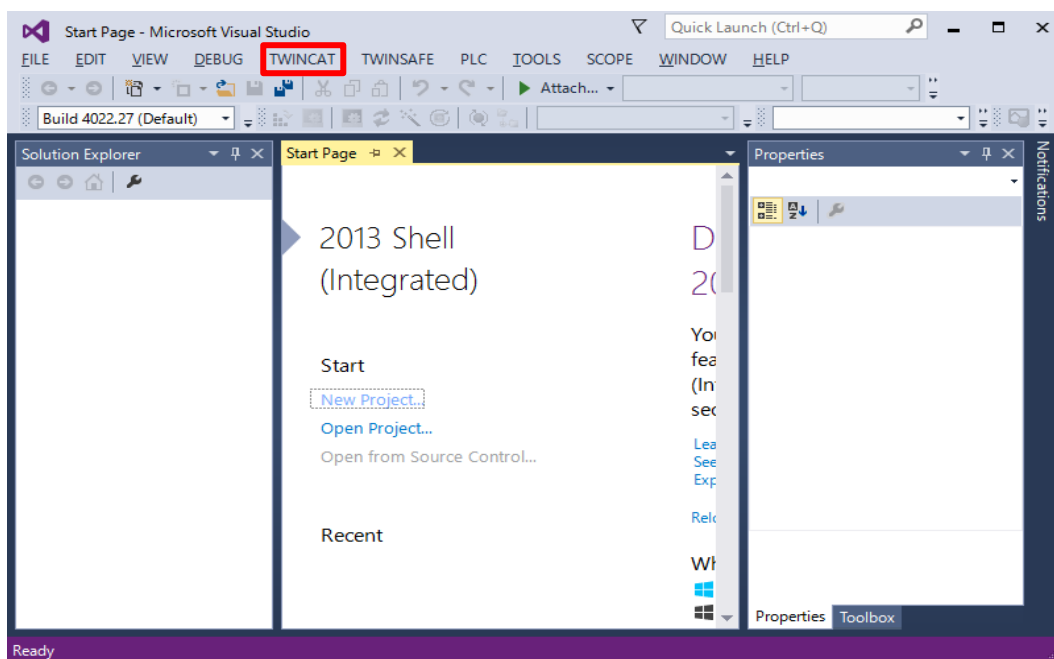 Start Page - Microsoft Visual Studio
Quick Launch (Ctrl+Q)
FILE EDIT VIEW DEBUG TWINCAT TWINSAFE PLC TOOLS SCOPE WINDOW HELP
Attach...
Build 4022.27 (Default)
Solution Explorer
Start Page
Properties
Notifications
2013 Shell
(Integrated)
Start
New Project...
Open Project...
Open from Source Control...
Recent
D
20
You
fea
(In
sec
Lea
See
Exp
Relo
Wh
Properties Toolbox
Ready